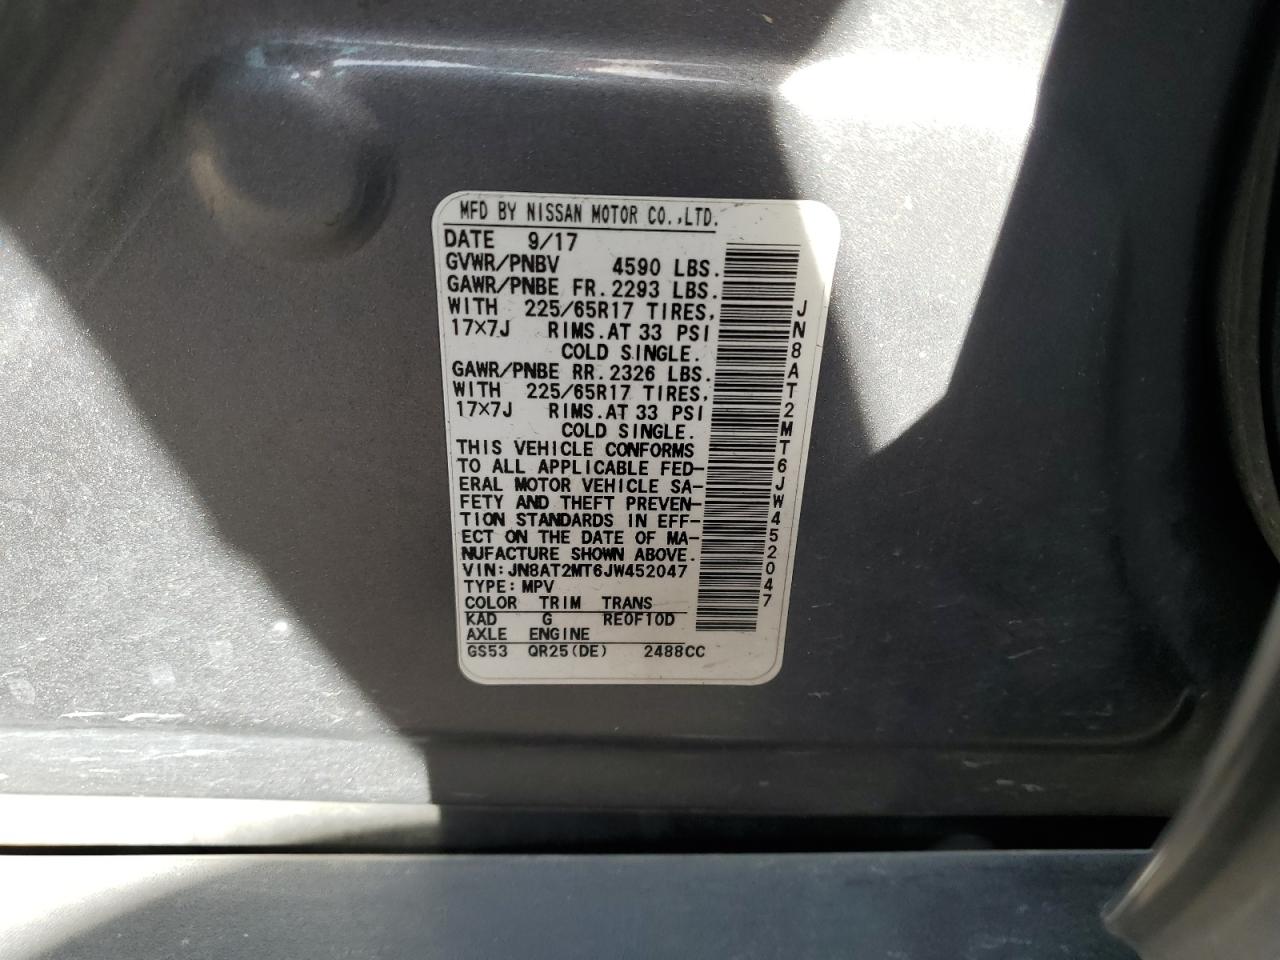 MFD BY NISSAN MOTOR CO.,LTD.
DATE 9/17
GVWR/PNBV 4590 LBS.
GAWR/PNBE FR. 2293 LBS.
WITH 225/65R17 TIRES,
17×7J RIMS. AT 33 PSI
COLD SINGLE.
GAWR/PNBE RR. 2326 LBS.
WITH 225/65R17 TIRES,
17×7J RIMS. AT 33 PSI
COLD SINGLE.
THIS VEHICLE CONFORMS
TO ALL APPLICABLE FED-
ERAL MOTOR VEHICLE SA-
FETY AND THEFT PREVEN-
TION STANDARDS IN EFF-
ECT ON THE DATE OF MA-
NUFACTURE SHOWN ABOVE.
VIN: JN8AT2MT6JW452047
TYPE: MPV
COLOR TRIM TRANS
KAD G RE0F10D
AXLE ENGINE
GS53 QR25(DE) 2488CC
JN8AT2MT6JW452047